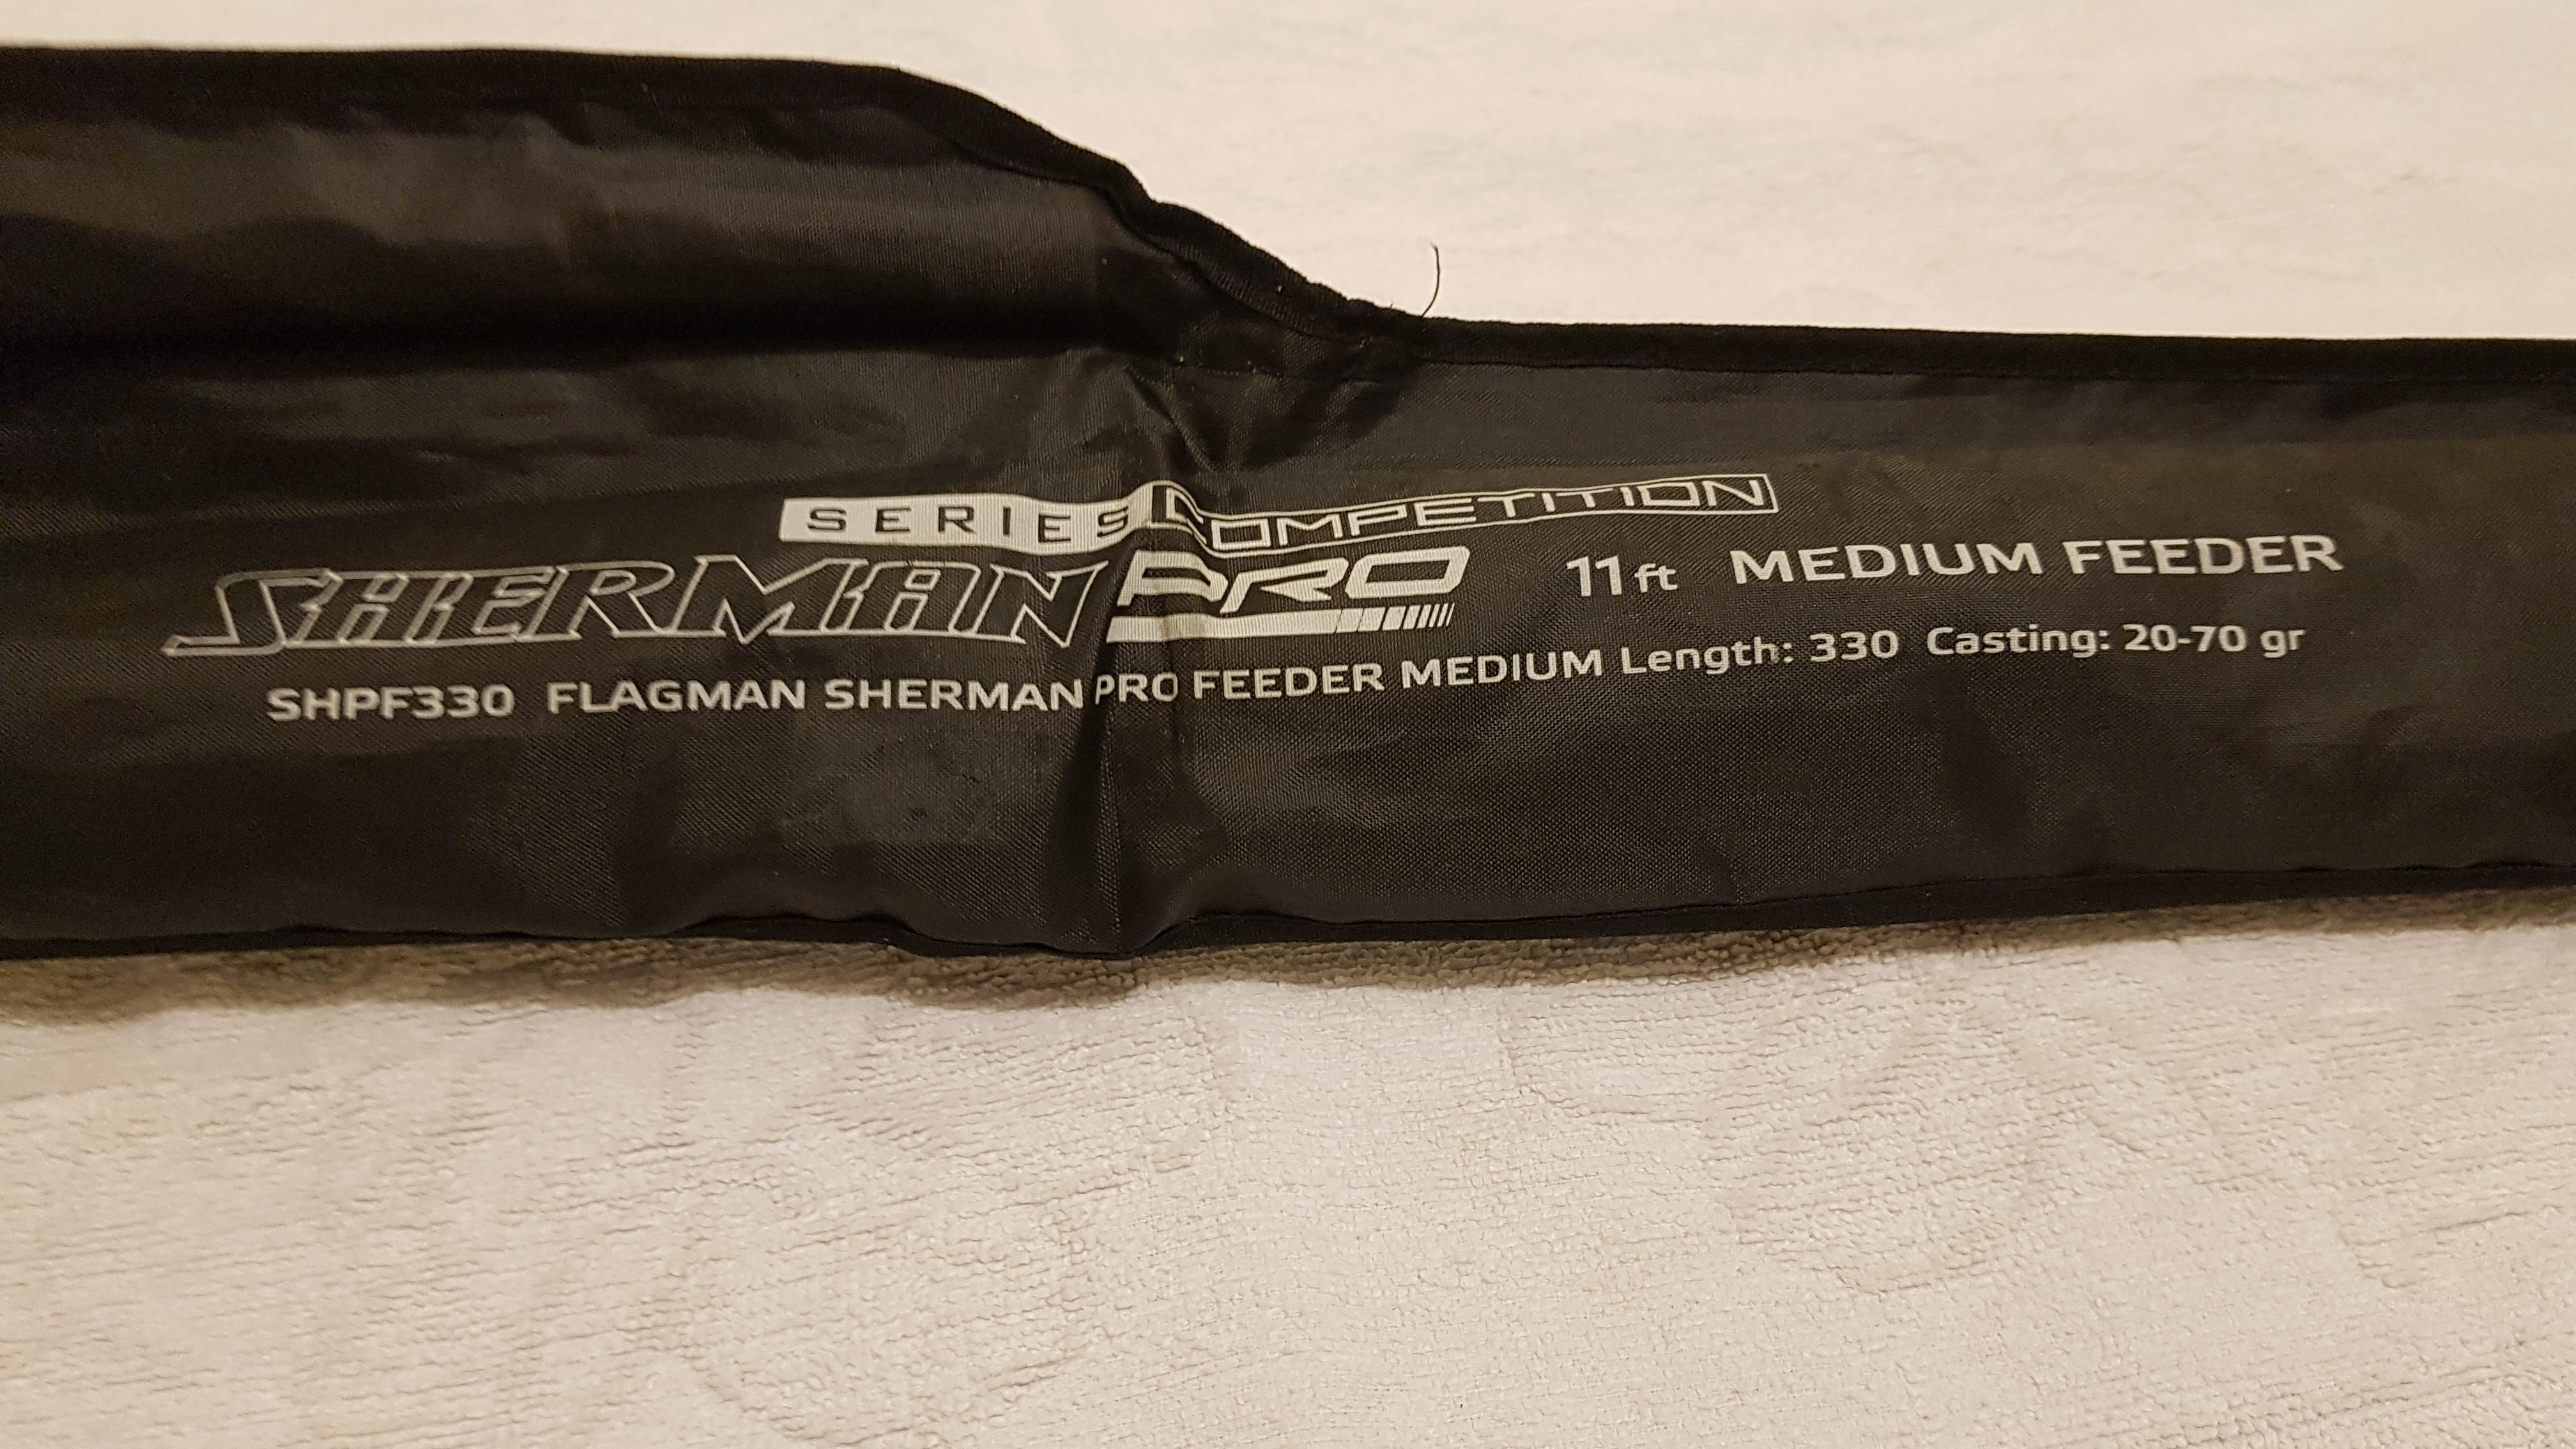 SERIES COMPETITION
SHERMAN PRO 11ft MEDIUM FEEDER
SHPF330 FLAGMAN SHERMAN PRO FEEDER MEDIUM Length: 330 Casting: 20-70 gr